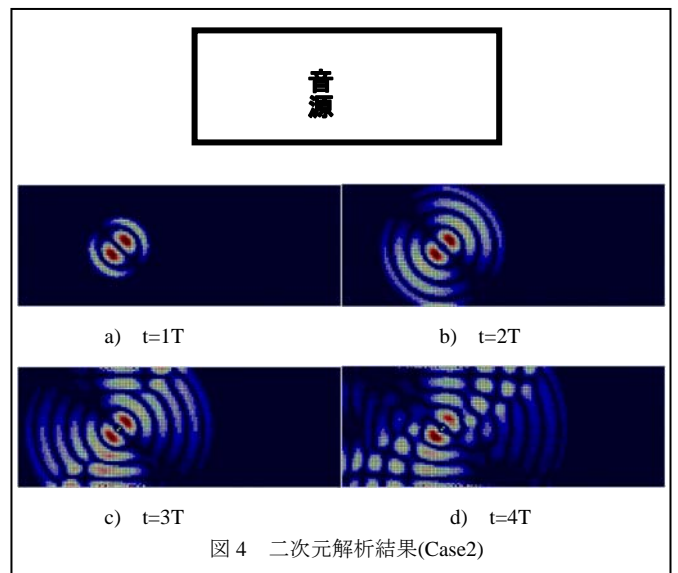 音
源
a) t=1T
b) t=2T
c) t=3T
d) t=4T
図 4 二次元解析結果(Case2)